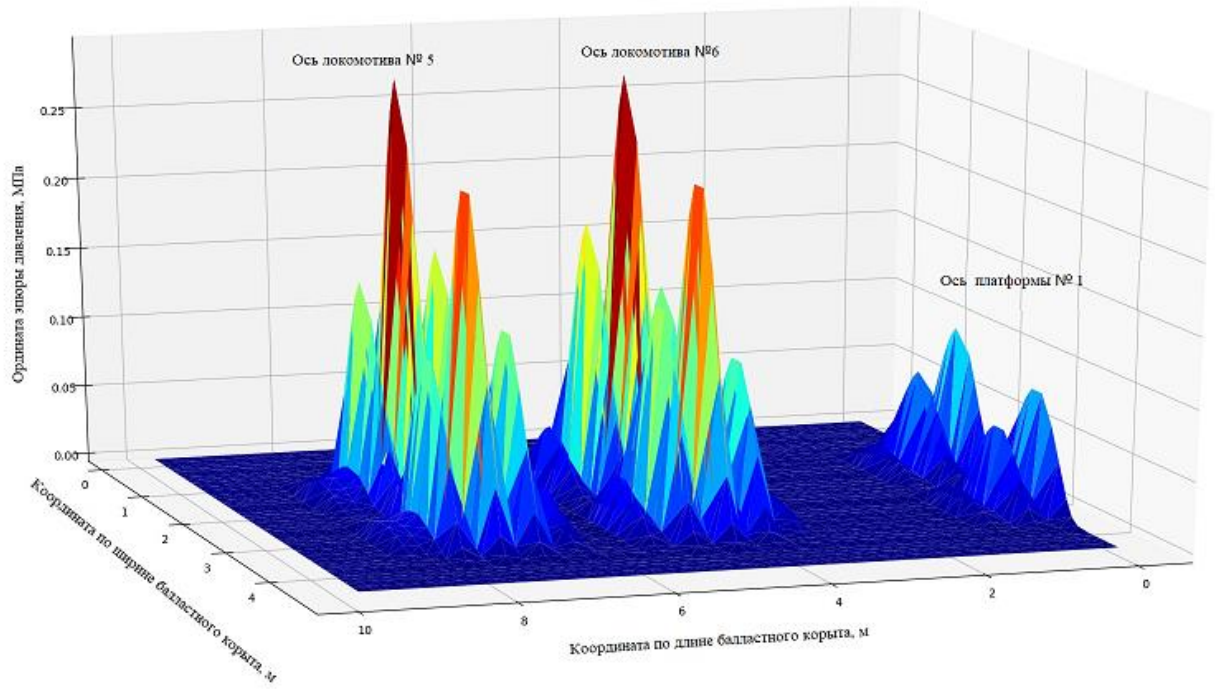 Ось локомотива № 5
Ось локомотива №6
Ось платформы № 1
Ордината эпюры давления, МПа
0.25
0.20
0.15
0.10
0.05
0.00
Координата по ширине балластного корыта, м
0
1
2
3
4
10
8
6
4
2
0
Координата по длине балластного корыта, м